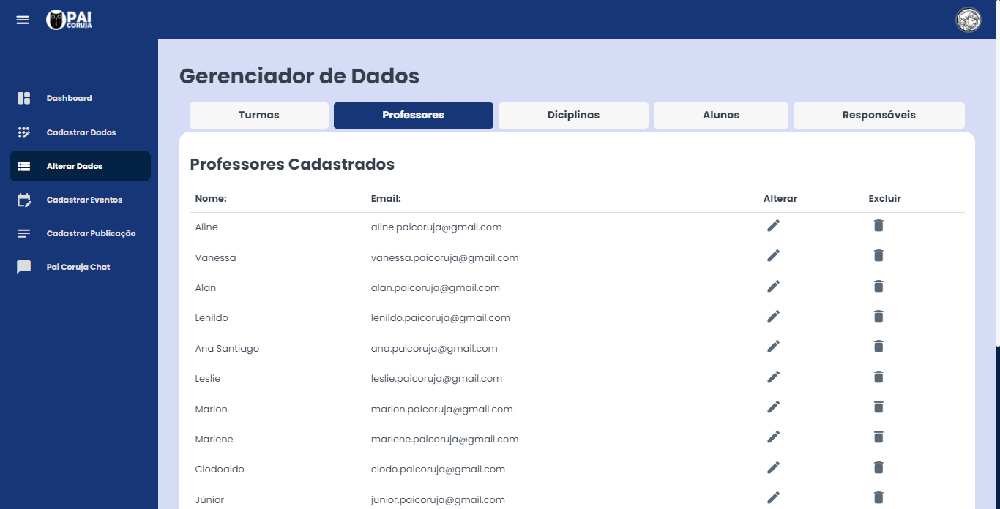 PAI
CORUJA
Dashboard
Cadastrar Dados
Alterar Dados
Cadastrar Eventos
Cadastrar Publicação
Pai Coruja Chat
Gerenciador de Dados
Turmas Professores Diciplinas Alunos Responsáveis
Professores Cadastrados
Nome: Email: Alterar Excluir
Aline aline.paicoruja@gmail.com
Vanessa vanessa.paicoruja@gmail.com
Alan alan.paicoruja@gmail.com
Lenildo lenildo.paicoruja@gmail.com
Ana Santiago ana.paicoruja@gmail.com
Leslie leslie.paicoruja@gmail.com
Marlon marlon.paicoruja@gmail.com
Marlene marlene.paicoruja@gmail.com
Clodoaldo clodo.paicoruja@gmail.com
Júnior junior.paicoruja@gmail.com